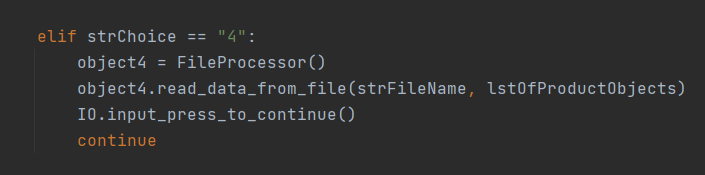 elif strChoice == "4":
    object4 = FileProcessor()
    object4.read_data_from_file(strFileName, lstOfProductObjects)
    IO.input_press_to_continue()
    continue